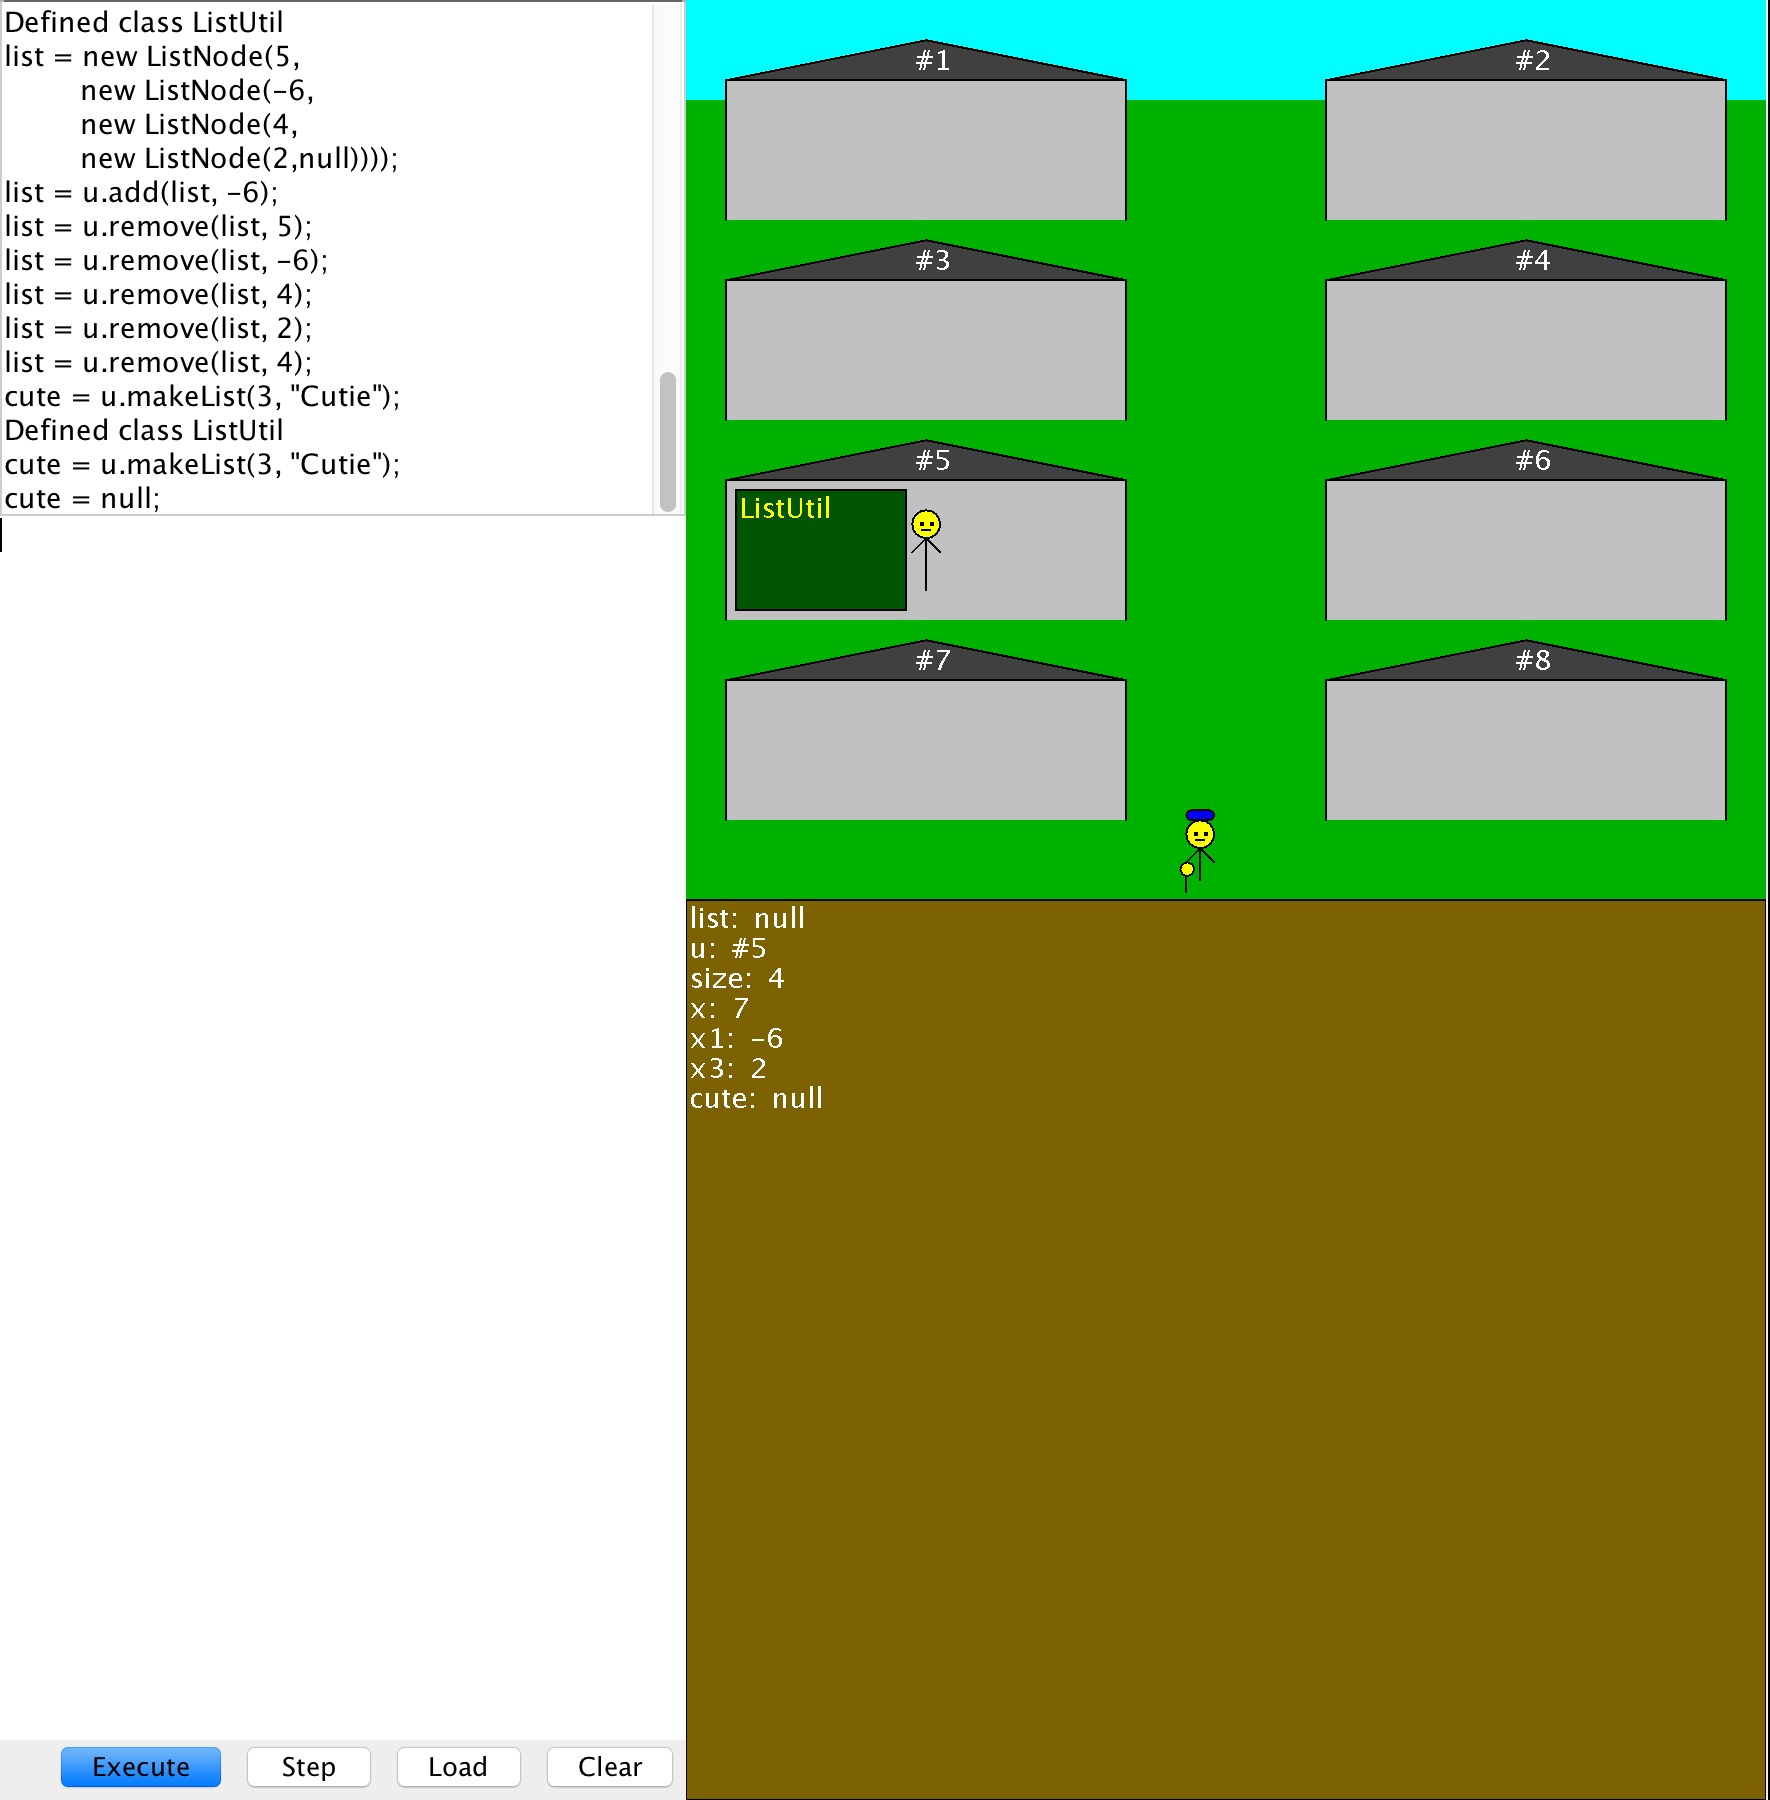 Defined class ListUtil
list = new ListNode(5,
new ListNode(-6,
new ListNode(4,
new ListNode(2,null))));
list = u.add(list, -6);
list = u.remove(list, 5);
list = u.remove(list, -6);
list = u.remove(list, 4);
list = u.remove(list, 2);
list = u.remove(list, 4);
cute = u.makeList(3, "Cutie");
Defined class ListUtil
cute = u.makeList(3, "Cutie");
cute = null;
Execute
Step
Load
Clear
#1
#2
#3
#4
#5
#6
ListUtil
#7
#8
list: null
u: #5
size: 4
x: 7
x1: -6
x3: 2
cute: null